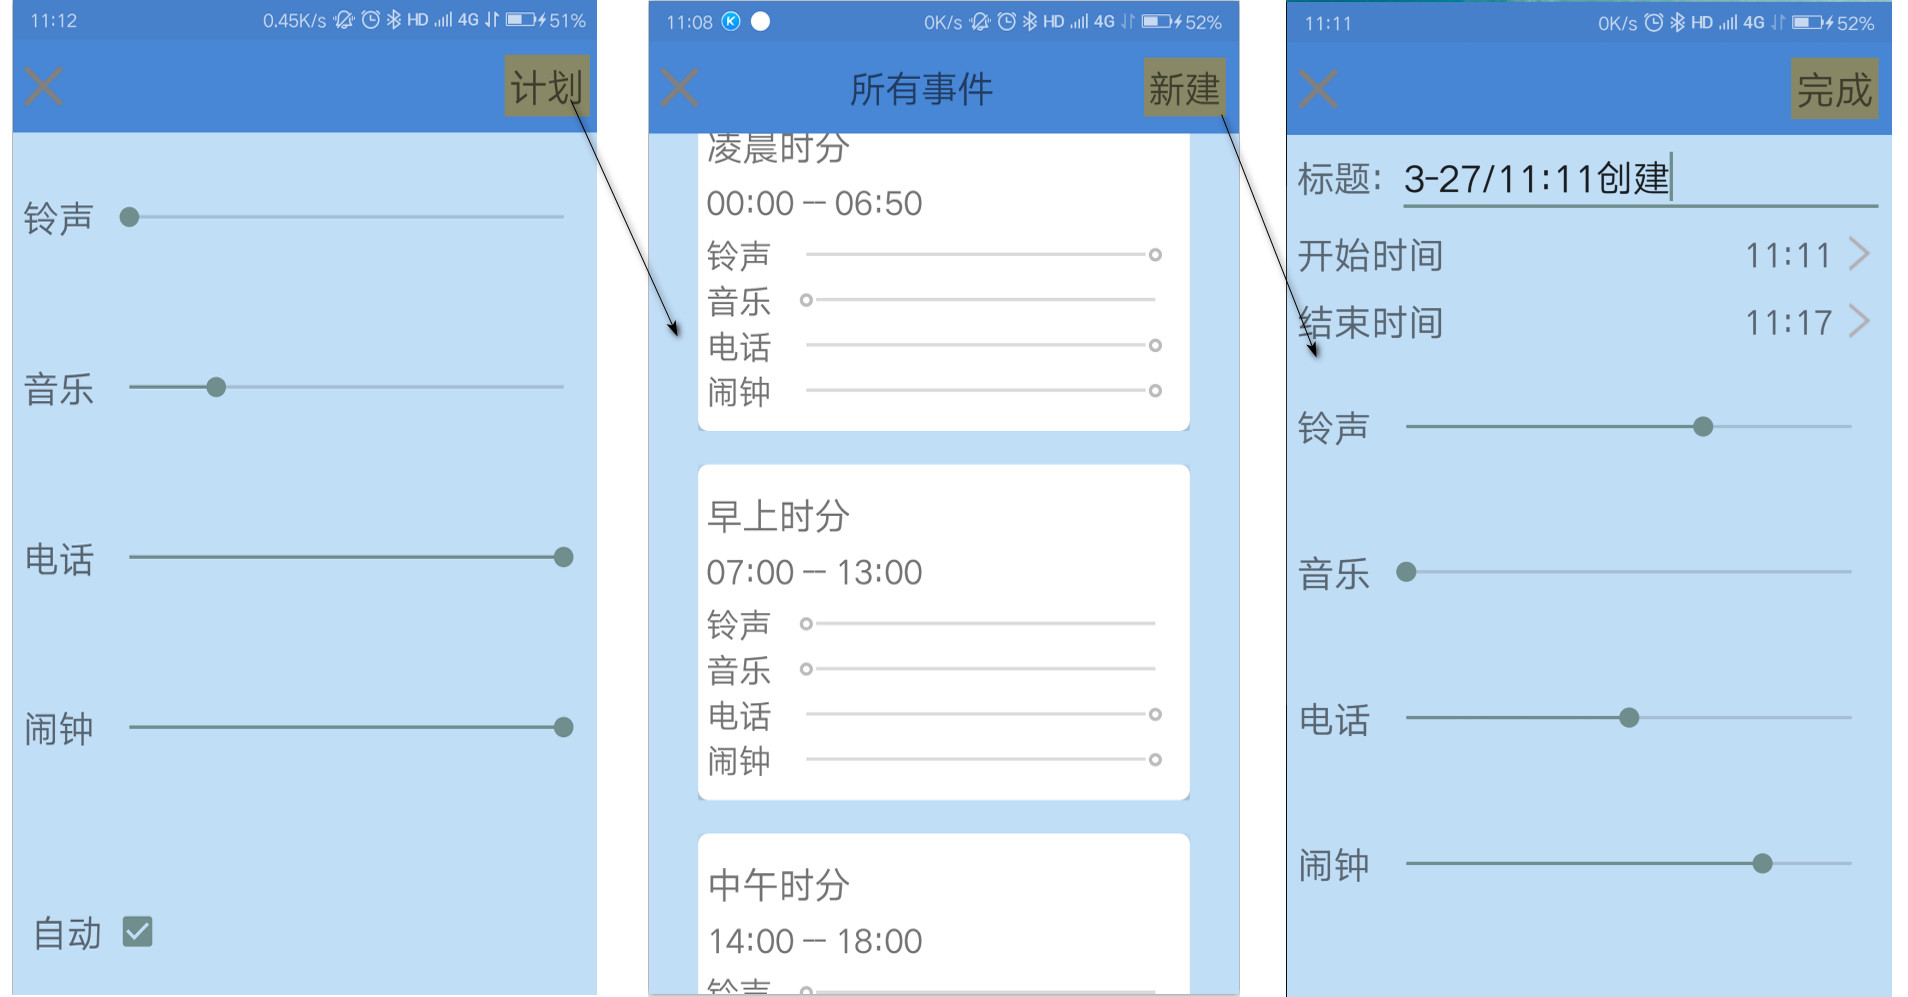 11:12 0.45K/s HD 4G 51%
计划
铃声
音乐
电话
闹钟
自动
11:08 0K/s HD 4G 52%
所有事件 新建
凌晨时分
00:00 -- 06:50
铃声
音乐
电话
闹钟
早上时分
07:00 -- 13:00
铃声
音乐
电话
闹钟
中午时分
14:00 -- 18:00
铃声
11:11 0K/s HD 4G 52%
完成
标题: 3-27/11:11创建
开始时间 11:11
结束时间 11:17
铃声
音乐
电话
闹钟